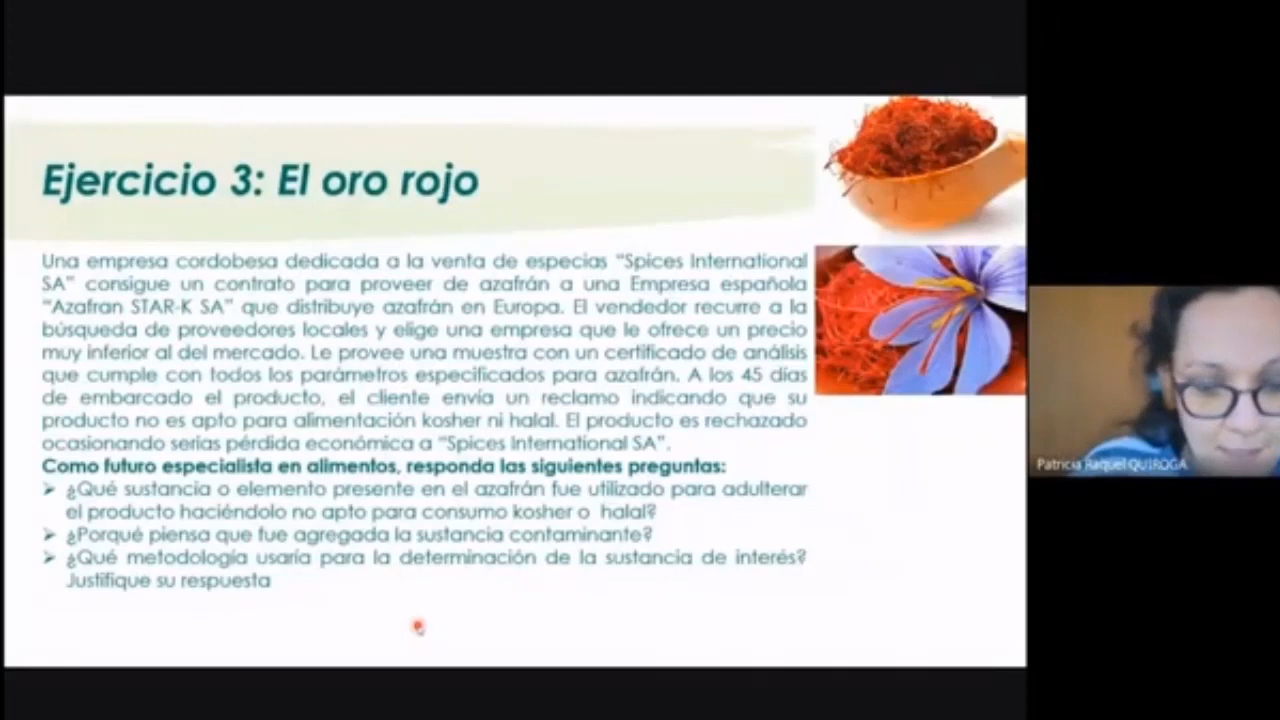 Ejercicio 3: El oro rojo
Una empresa cordobesa dedicada a la venta de especias “Spices International
SA” consigue un contrato para proveer de azafrán a una Empresa española
“Azafran STAR-K SA” que distribuye azafrán en Europa. El vendedor recurre a la
búsqueda de proveedores locales y elige una empresa que le ofrece un precio
muy inferior al del mercado. Le provee una muestra con un certificado de análisis
que cumple con todos los parámetros especificados para azafrán. A los 45 días
de embarcado el producto, el cliente envía un reclamo indicando que su
producto no es apto para alimentación kosher ni halal. El producto es rechazado
ocasionando serias pérdida económica a “Spices International SA”.
Como futuro especialista en alimentos, responda las siguientes preguntas:
➢ ¿Qué sustancia o elemento presente en el azafrán fue utilizado para adulterar
el producto haciéndolo no apto para consumo kosher o halal?
➢ ¿Porqué piensa que fue agregada la sustancia contaminante?
➢ ¿Qué metodología usaría para la determinación de la sustancia de interés?
Justifique su respuesta
Patricia Raquel QUIROGA